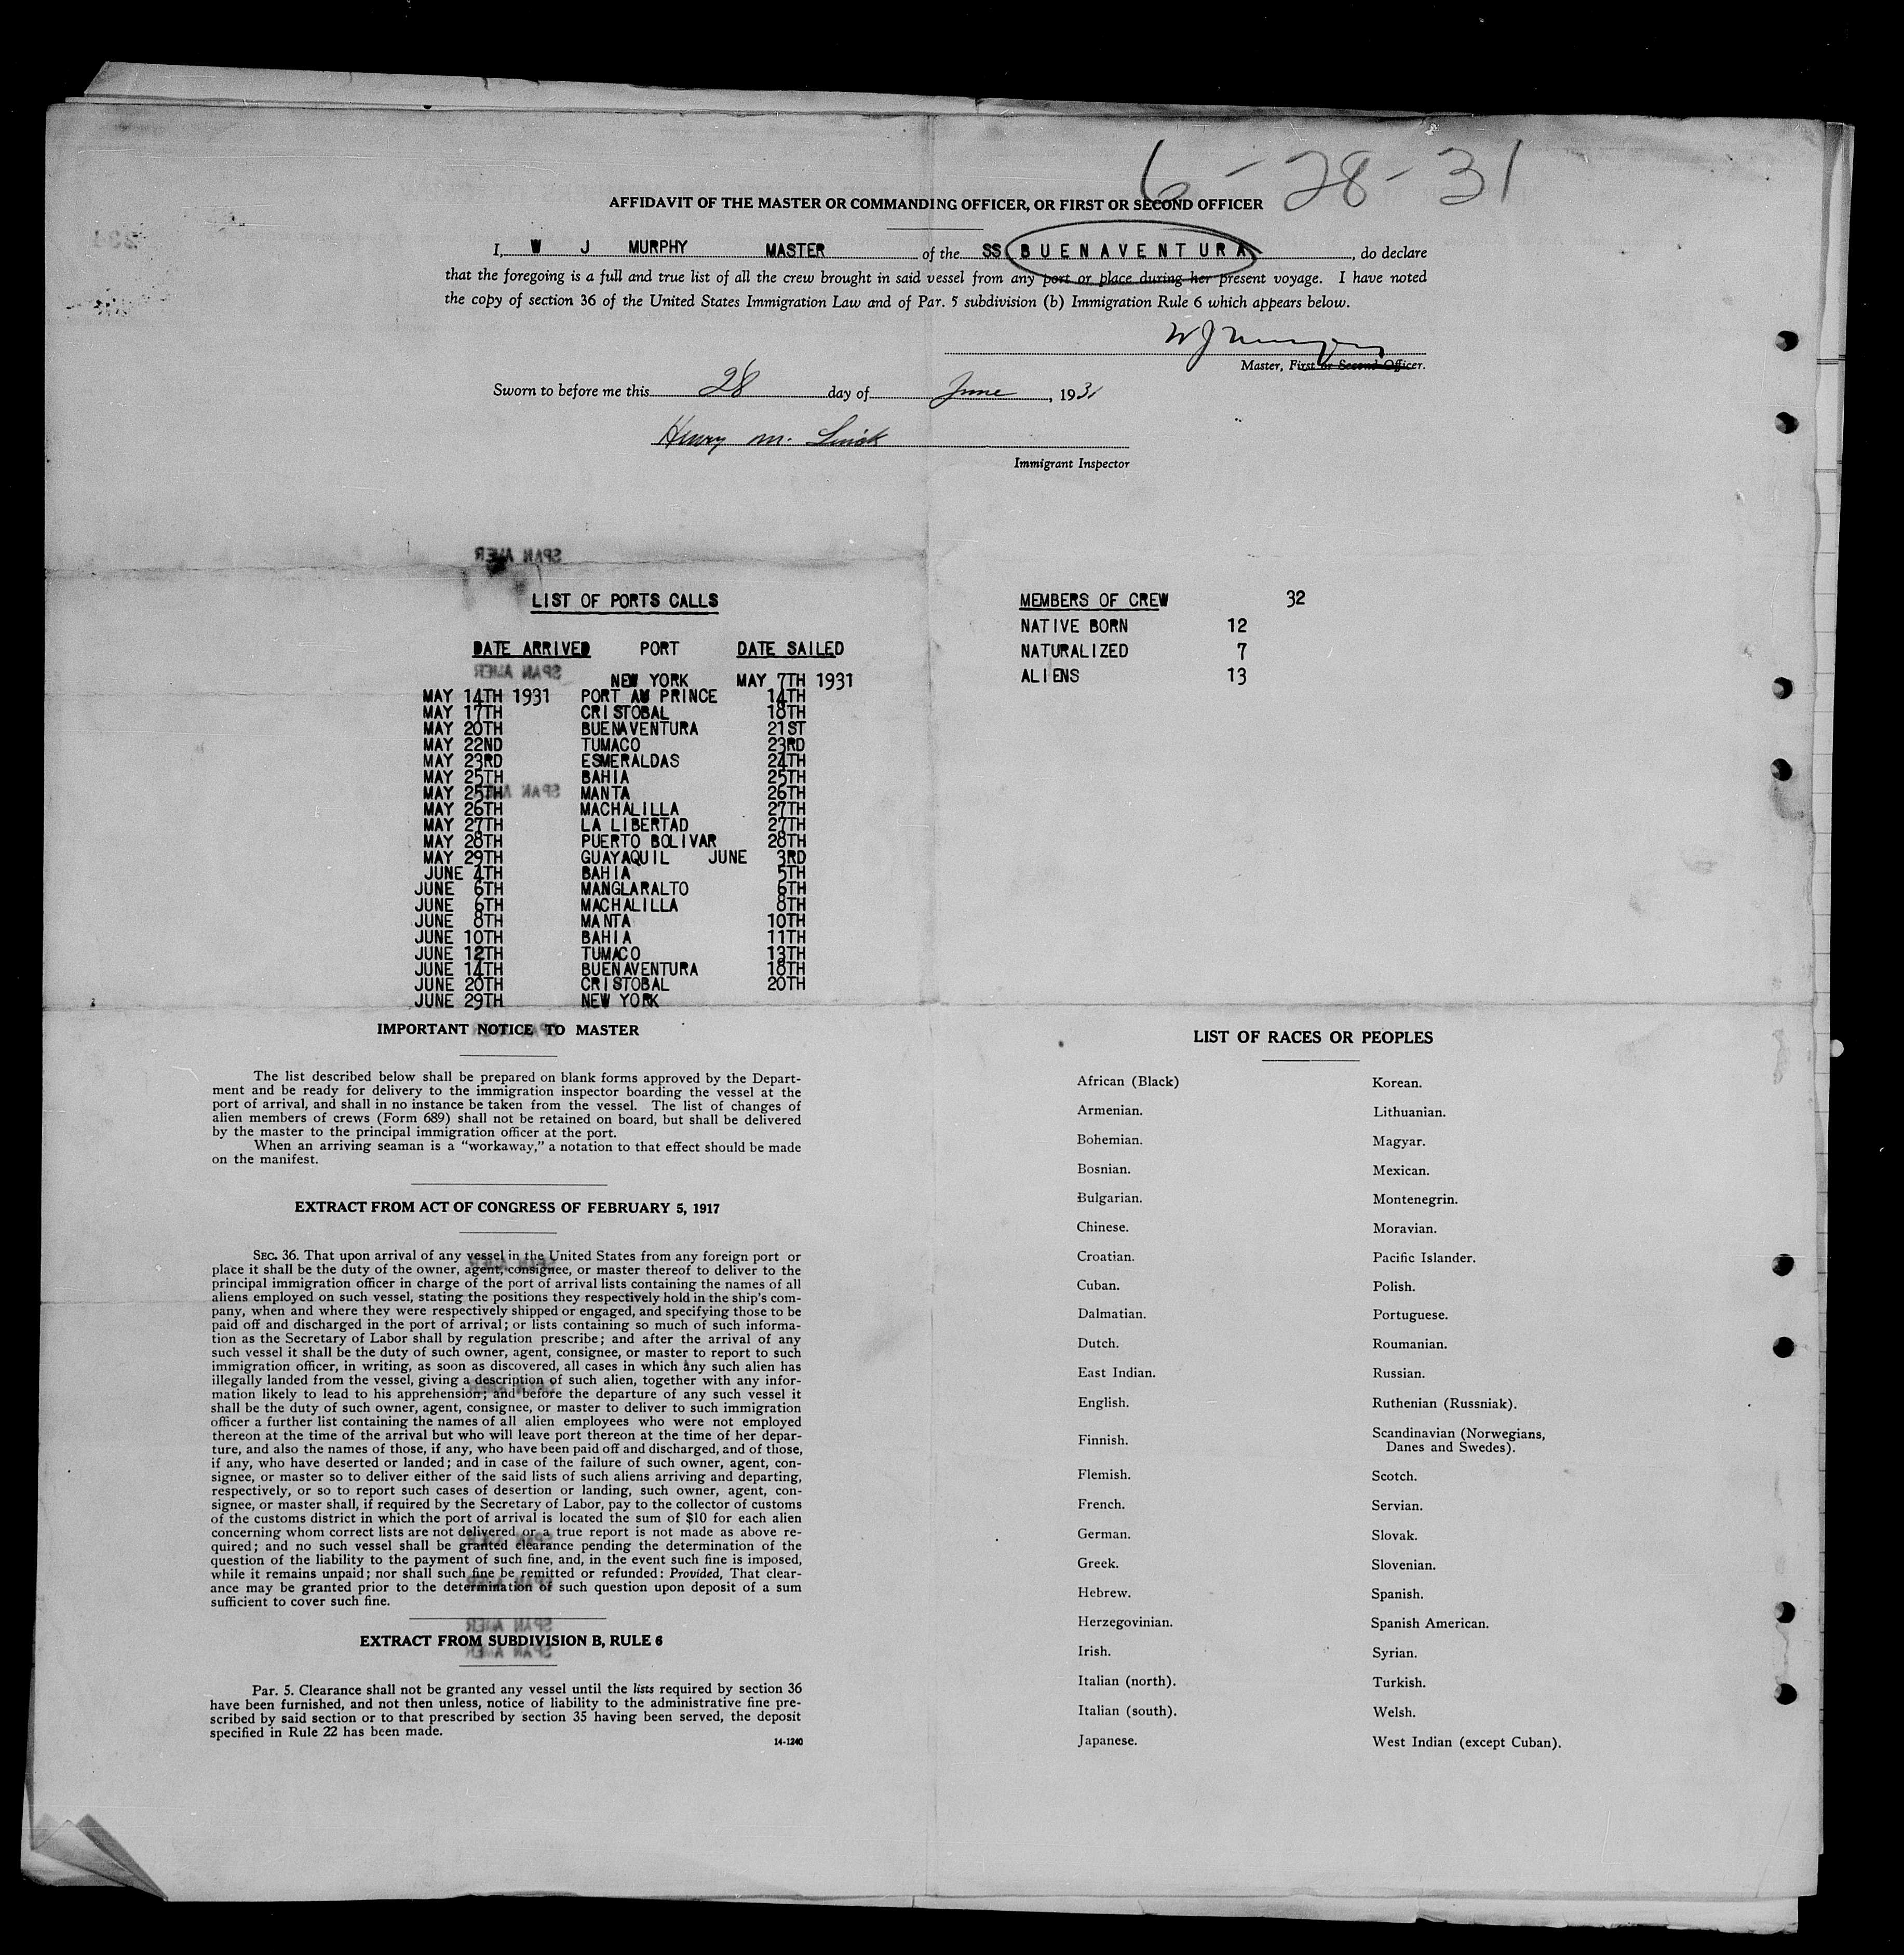 6-28-31
AFFIDAVIT OF THE MASTER OR COMMANDING OFFICER, OR FIRST OR SECOND OFFICER
I, W J MURPHY MASTER of the SS BUENAVENTURA, do declare
that the foregoing is a full and true list of all the crew brought in said vessel from any port or place during her present voyage. I have noted
the copy of section 36 of the United States Immigration Law and of Par. 5 subdivision (b) Immigration Rule 6 which appears below.
W J Murphy
Master, First or Second Officer.
Sworn to before me this 28 day of June, 1931
Henry M.
Immigrant Inspector
SPAN AMER
LIST OF PORTS CALLS
DATE ARRIVED PORT DATE SAILED
SPAN AMER
NEW YORK MAY 7TH 1931
MAY 14TH 1931 PORT AU PRINCE 14TH
MAY 17TH CRISTOBAL 18TH
MAY 20TH BUENAVENTURA 21ST
MAY 22ND TUMACO 23RD
MAY 23RD ESMERALDAS 24TH
MAY 25TH BAHIA 25TH
MAY 25TH MANTA 26TH
MAY 26TH MACHALILLA 27TH
MAY 27TH LA LIBERTAD 27TH
MAY 28TH PUERTO BOLIVAR 28TH
MAY 29TH GUAYAQUIL JUNE 3RD
JUNE 4TH BAHIA 5TH
JUNE 6TH MANGLARALTO 6TH
JUNE 6TH MACHALILLA 8TH
JUNE 8TH MANTA 10TH
JUNE 10TH BAHIA 11TH
JUNE 12TH TUMACO 13TH
JUNE 14TH BUENAVENTURA 18TH
JUNE 20TH CRISTOBAL 20TH
JUNE 29TH NEW YORK
MEMBERS OF CREW 32
NATIVE BORN 12
NATURALIZED 7
ALIENS 13
IMPORTANT NOTICE TO MASTER
The list described below shall be prepared on blank forms approved by the Depart-
ment and be ready for delivery to the immigration inspector boarding the vessel at the
port of arrival, and shall in no instance be taken from the vessel. The list of changes of
alien members of crews (Form 689) shall not be retained on board, but shall be delivered
by the master to the principal immigration officer at the port.
When an arriving seaman is a "workaway," a notation to that effect should be made
on the manifest.
EXTRACT FROM ACT OF CONGRESS OF FEBRUARY 5, 1917
SEC. 36. That upon arrival of any vessel in the United States from any foreign port or
place it shall be the duty of the owner, agent, consignee, or master thereof to deliver to the
principal immigration officer in charge of the port of arrival lists containing the names of all
aliens employed on such vessel, stating the positions they respectively hold in the ship's com-
pany, when and where they were respectively shipped or engaged, and specifying those to be
paid off and discharged in the port of arrival; or lists containing so much of such informa-
tion as the Secretary of Labor shall by regulation prescribe; and after the arrival of any
such vessel it shall be the duty of such owner, agent, consignee, or master to report to such
immigration officer, in writing, as soon as discovered, all cases in which any such alien has
illegally landed from the vessel, giving a description of such alien, together with any infor-
mation likely to lead to his apprehension; and before the departure of any such vessel it
shall be the duty of such owner, agent, consignee, or master to deliver to such immigration
officer a further list containing the names of all alien employees who were not employed
thereon at the time of the arrival but who will leave port thereon at the time of her depar-
ture, and also the names of those, if any, who have been paid off and discharged, and of those,
if any, who have deserted or landed; and in case of the failure of such owner, agent, con-
signee, or master so to deliver either of the said lists of such aliens arriving and departing,
respectively, or so to report such cases of desertion or landing, such owner, agent, con-
signee, or master shall, if required by the Secretary of Labor, pay to the collector of customs
of the customs district in which the port of arrival is located the sum of $10 for each alien
concerning whom correct lists are not delivered or a true report is not made as above re-
quired; and no such vessel shall be granted clearance pending the determination of the
question of the liability to the payment of such fine, and, in the event such fine is imposed,
while it remains unpaid; nor shall such fine be remitted or refunded: Provided, That clear-
ance may be granted prior to the determination of such question upon deposit of a sum
sufficient to cover such fine.
SPAN AMER
EXTRACT FROM SUBDIVISION B, RULE 6
SPAN AMER
Par. 5. Clearance shall not be granted any vessel until the lists required by section 36
have been furnished, and not then unless, notice of liability to the administrative fine pre-
scribed by said section or to that prescribed by section 35 having been served, the deposit
specified in Rule 22 has been made.
14-1240
LIST OF RACES OR PEOPLES
African (Black) Korean.
Armenian. Lithuanian.
Bohemian. Magyar.
Bosnian. Mexican.
Bulgarian. Montenegrin.
Chinese. Moravian.
Croatian. Pacific Islander.
Cuban. Polish.
Dalmatian. Portuguese.
Dutch. Roumanian.
East Indian. Russian.
English. Ruthenian (Russniak).
Finnish. Scandinavian (Norwegians,
Danes and Swedes).
Flemish. Scotch.
French. Servian.
German. Slovak.
Greek. Slovenian.
Hebrew. Spanish.
Herzegovinian. Spanish American.
Irish. Syrian.
Italian (north). Turkish.
Italian (south). Welsh.
Japanese. West Indian (except Cuban).